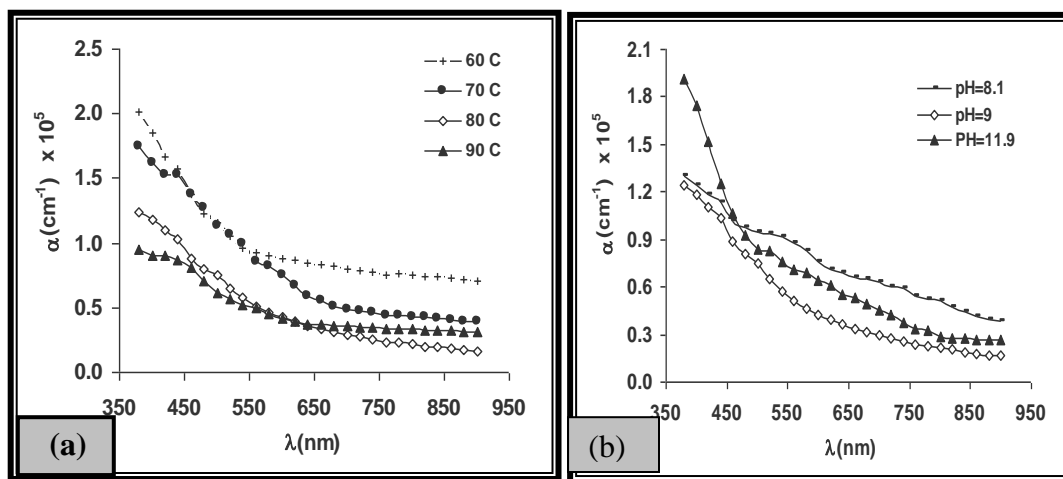 2.5
2.0
1.5
1.0
0.5
0.0
α(cm⁻¹) x 10⁵
350 450 550 650 750 850 950
λ(nm)
60 C
70 C
80 C
90 C
(a)
2.1
1.8
1.5
1.2
0.9
0.6
0.3
0.0
α(cm⁻¹) x 10⁵
350 450 550 650 750 850 950
λ(nm)
pH=8.1
pH=9
PH=11.9
(b)